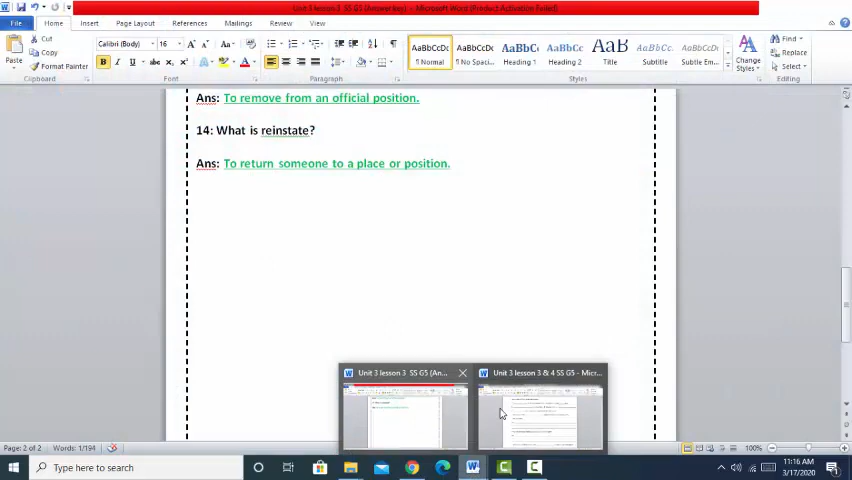 Unit 3 lesson 3 SS G5 (Answer key) - Microsoft Word (Product Activation Failed)
File Home Insert Page Layout References Mailings Review View
Cut
Copy
Format Painter
Paste
Clipboard
Calibri (Body) 16
Font
Paragraph
AaBbCcDc AaBbCcDc AaBbCc AaBbCc AaB AaBbCc. AaBbCcDc
¶ Normal ¶ No Spaci... Heading 1 Heading 2 Title Subtitle Subtle Em...
Styles
Change Styles
Find
Replace
Select
Editing
Ans: To remove from an official position.
14: What is reinstate?
Ans: To return someone to a place or position.
Unit 3 lesson 3 SS G5 (An...
Unit 3 lesson 3 & 4 SS G5 - Micr...
Page: 2 of 2 Words: 1/194 100%
Type here to search
11:16 AM
3/17/2020